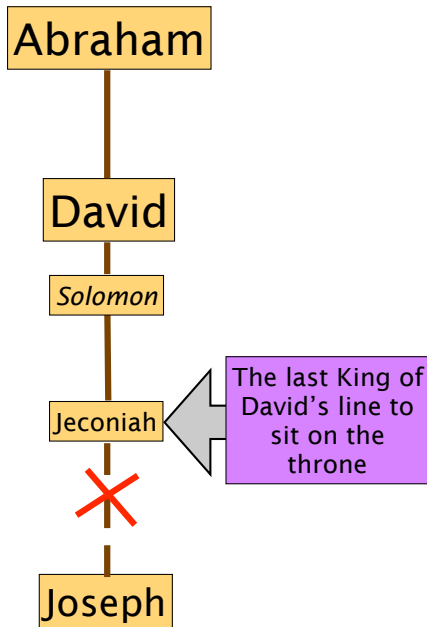 Abraham
David
Solomon
Jeconiah
The last King of
David's line to
sit on the
throne
Joseph